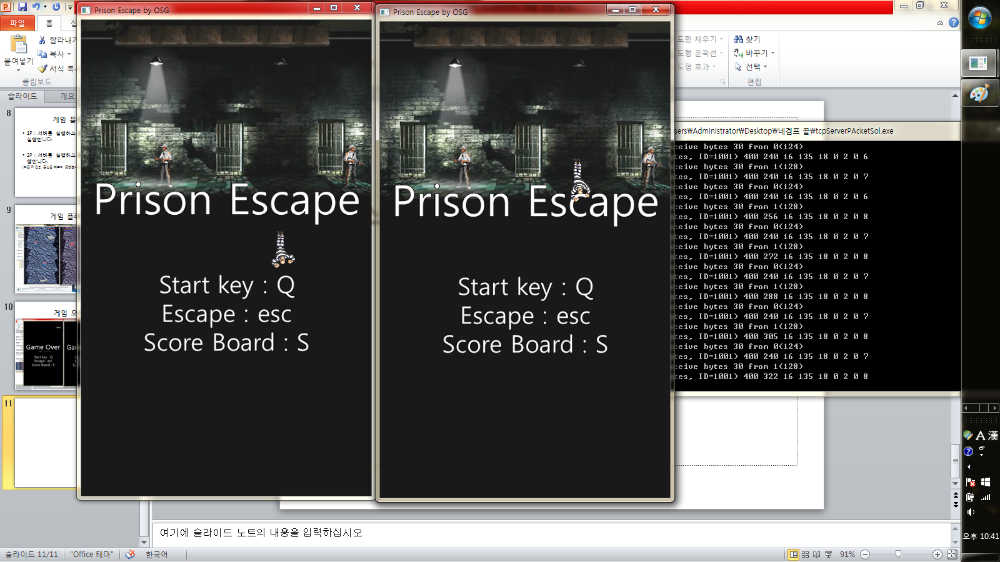 Prison Escape by OSG
Prison Escape by OSG
파일
홈
삽
붙여넣기
잘라내기
복사
서식 복사
클립보드
도형 채우기
도형 윤곽선
도형 효과
찾기
바꾸기
선택
편집
슬라이드
개요
8
게임 플
• 1P : 서버를 실행하고
실행합니다.
• 2P : 서버를 실행하고
9
게임 플
10
게임 오
Game Over
Start key : Q
Escape : esc
Score Board : S
11
Prison Escape
Start key : Q
Escape : esc
Score Board : S
Prison Escape
Start key : Q
Escape : esc
Score Board : S
sers₩Administrator₩Desktop₩네겜프 끝₩tcpServerPAcketSol.exe
ceive bytes 30 from 0(124)
tes, ID=1001) 400 240 16 135 18 0 2 0 6
ceive bytes 30 from 1(128)
tes, ID=1001) 400 240 16 135 18 0 2 0 7
ceive bytes 30 from 0(124)
tes, ID=1001) 400 240 16 135 18 0 2 0 6
ceive bytes 30 from 1(128)
tes, ID=1001) 400 256 16 135 18 0 2 0 8
ceive bytes 30 from 0(124)
tes, ID=1001) 400 240 16 135 18 0 2 0 7
ceive bytes 30 from 1(128)
tes, ID=1001) 400 272 16 135 18 0 2 0 8
ceive bytes 30 from 0(124)
tes, ID=1001) 400 240 16 135 18 0 2 0 7
ceive bytes 30 from 1(128)
tes, ID=1001) 400 288 16 135 18 0 2 0 8
ceive bytes 30 from 0(124)
tes, ID=1001) 400 240 16 135 18 0 2 0 7
ceive bytes 30 from 1(128)
tes, ID=1001) 400 305 16 135 18 0 2 0 8
ceive bytes 30 from 0(124)
tes, ID=1001) 400 240 16 135 18 0 2 0 7
ceive bytes 30 from 1(128)
tes, ID=1001) 400 322 16 135 18 0 2 0 8
여기에 슬라이드 노트의 내용을 입력하십시오
슬라이드 11/11
"Office 테마"
한국어
91%
A 漢
오후 10:41